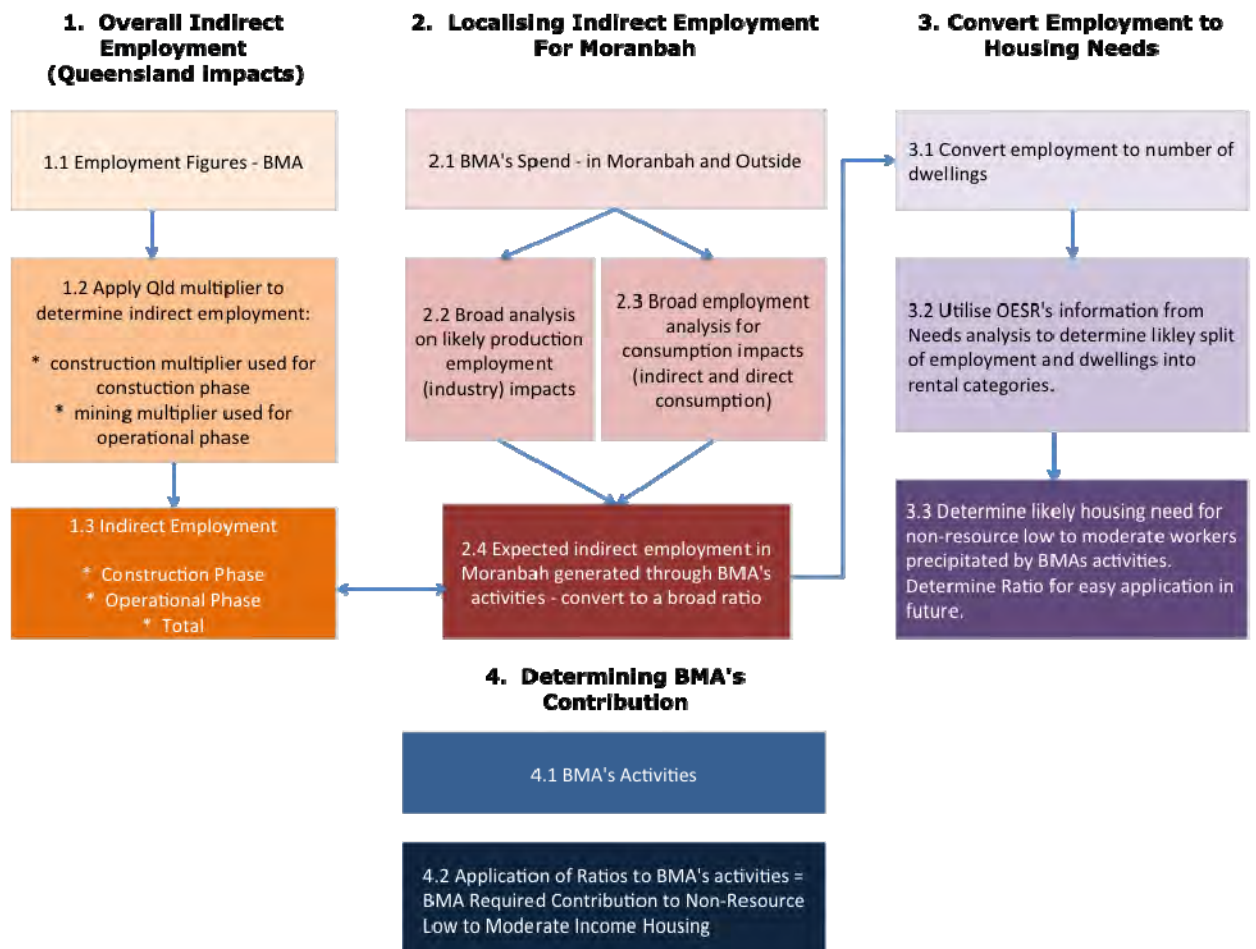 1. Overall Indirect
Employment
(Queensland Impacts)
1.1 Employment Figures - BMA
1.2 Apply Qld multiplier to
determine indirect employment:
* construction multiplier used for
constuction phase
* mining multiplier used for
operational phase
1.3 Indirect Employment
* Construction Phase
* Operational Phase
* Total
2. Localising Indirect Employment
For Moranbah
2.1 BMA's Spend - in Moranbah and Outside
2.2 Broad analysis
on likely production
employment
(industry) impacts
2.3 Broad employment
analysis for
consumption impacts
(indirect and direct
consumption)
2.4 Expected indirect employment in
Moranbah generated through BMA's
activities - convert to a broad ratio
3. Convert Employment to
Housing Needs
3.1 Convert employment to number of
dwellings
3.2 Utilise OESR's information from
Needs analysis to determine likley split
of employment and dwellings into
rental categories.
3.3 Determine likely housing need for
non-resource low to moderate workers
precipitated by BMAs activities.
Determine Ratio for easy application in
future.
4. Determining BMA's
Contribution
4.1 BMA's Activities
4.2 Application of Ratios to BMA's activities =
BMA Required Contribution to Non-Resource
Low to Moderate Income Housing